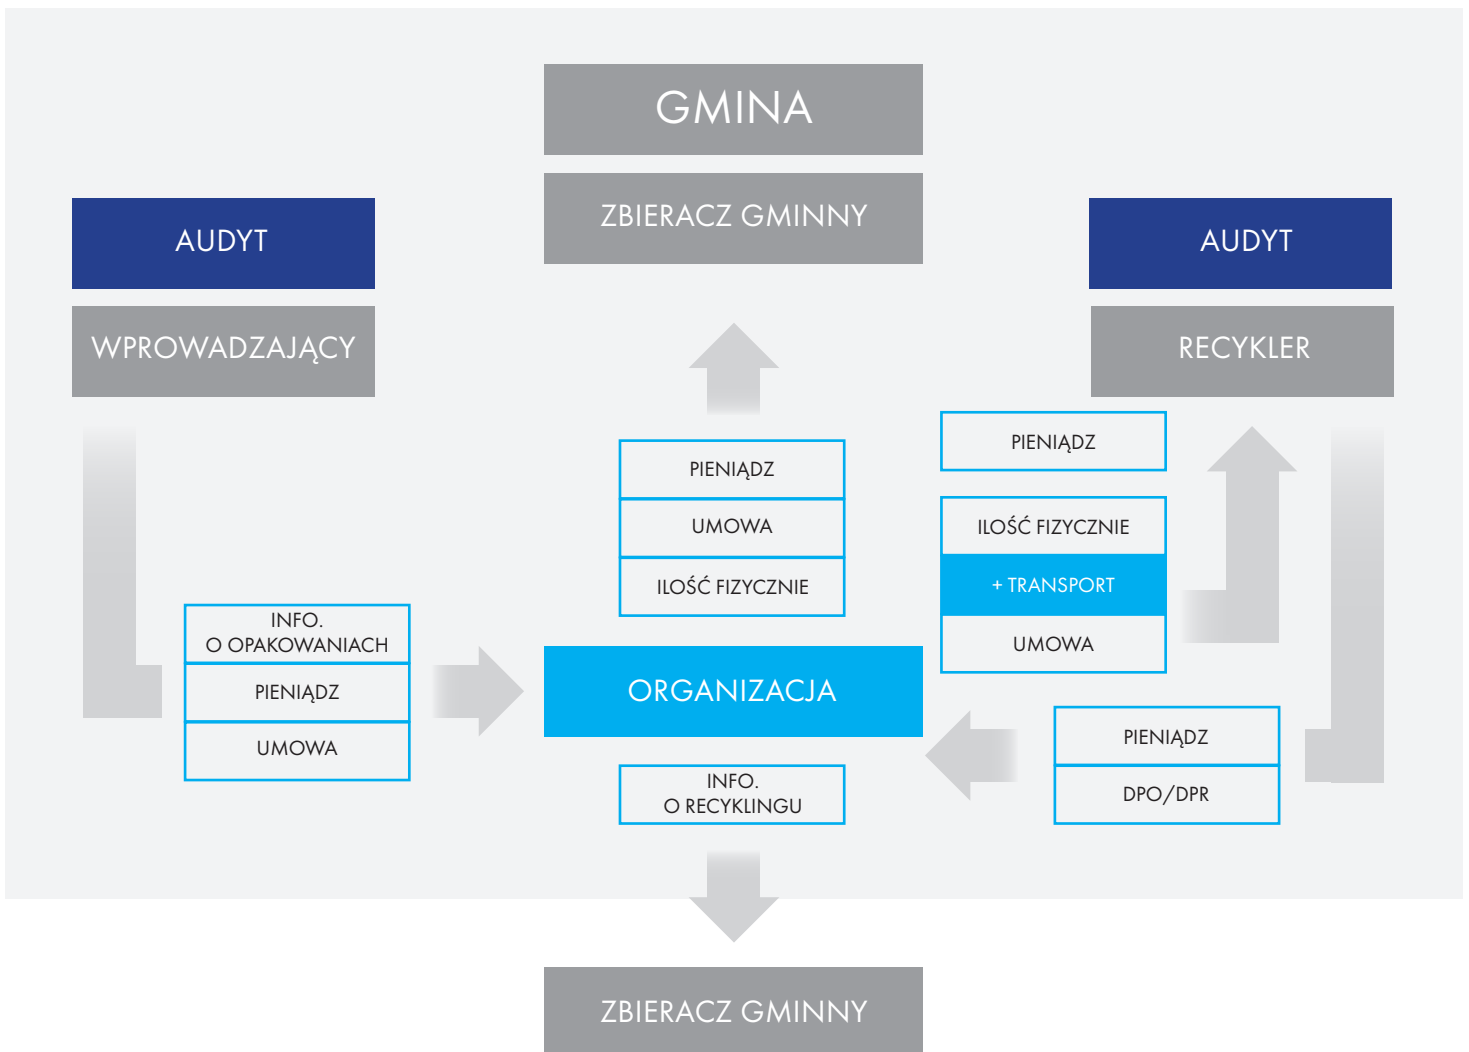 GMINA
ZBIERACZ GMINNY
AUDYT
WPROWADZAJĄCY
AUDYT
RECYKLER
PIENIĄDZ
UMOWA
ILOŚĆ FIZYCZNIE
PIENIĄDZ
ILOŚĆ FIZYCZNIE
+ TRANSPORT
UMOWA
INFO.
O OPAKOWANIACH
PIENIĄDZ
UMOWA
ORGANIZACJA
INFO.
O RECYKLINGU
PIENIĄDZ
DPO/DPR
ZBIERACZ GMINNY